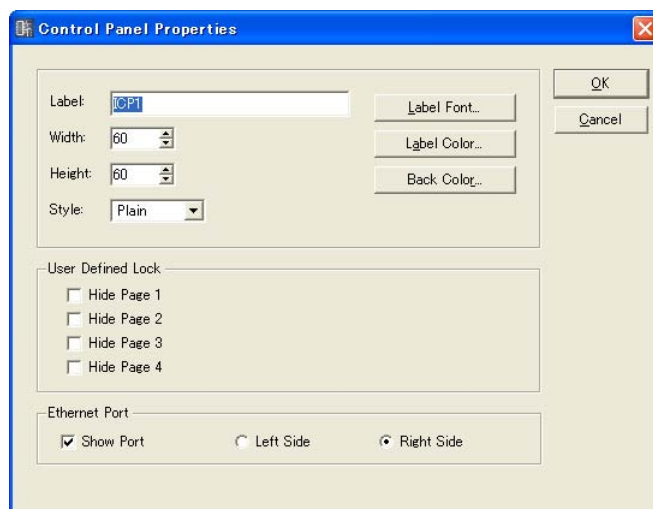 Control Panel Properties
Label: ICP1
Label Font...
OK
Width: 60
Label Color...
Cancel
Height: 60
Back Color...
Style: Plain
User Defined Lock
Hide Page 1
Hide Page 2
Hide Page 3
Hide Page 4
Ethernet Port
Show Port Left Side Right Side